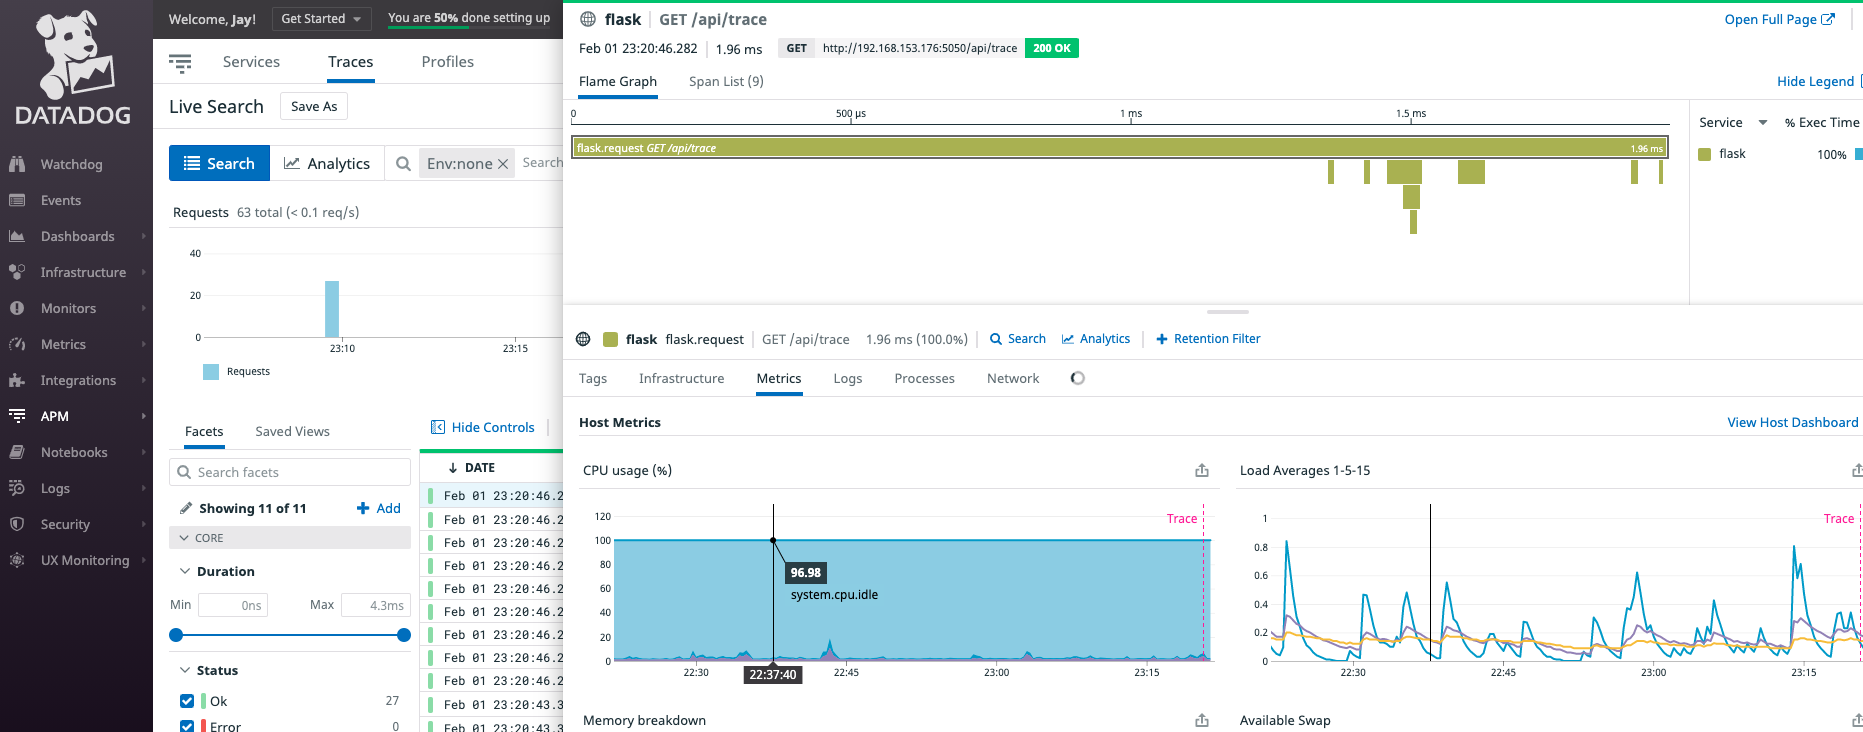 DATADOG
Watchdog
Events
Dashboards
Infrastructure
Monitors
Metrics
Integrations
APM
Notebooks
Logs
Security
UX Monitoring
Welcome, Jay!
Get Started
You are 50% done setting up
Services
Traces
Profiles
Live Search
Save As
Search
Analytics
Env:none
Search
Requests 63 total (< 0.1 req/s)
40
20
0
23:10
23:15
Requests
Facets
Saved Views
Hide Controls
Search facets
Showing 11 of 11
Add
CORE
Duration
Min
0ns
Max
4.3ms
Status
Ok
27
Error
0
DATE
Feb 01 23:20:46.2
Feb 01 23:20:46.2
Feb 01 23:20:46.2
Feb 01 23:20:46.2
Feb 01 23:20:46.2
Feb 01 23:20:46.2
Feb 01 23:20:46.2
Feb 01 23:20:46.2
Feb 01 23:20:46.2
Feb 01 23:20:43.3
Feb 01 23:20:43.3
flask
GET /api/trace
Open Full Page
Feb 01 23:20:46.282
1.96 ms
GET
http://192.168.153.176:5050/api/trace
200 OK
Flame Graph
Span List (9)
Hide Legend
0
500 µs
1 ms
1.5 ms
flask.request GET /api/trace
1.96 ms
Service
% Exec Time
flask
100%
flask flask.request
GET /api/trace
1.96 ms (100.0%)
Search
Analytics
Retention Filter
Tags
Infrastructure
Metrics
Logs
Processes
Network
Host Metrics
View Host Dashboard
CPU usage (%)
120
100
80
60
40
20
0
Trace
96.98
system.cpu.idle
22:30
22:37:40
22:45
23:00
23:15
Load Averages 1-5-15
1
0.8
0.6
0.4
0.2
0
Trace
22:30
22:45
23:00
23:15
Memory breakdown
Available Swap